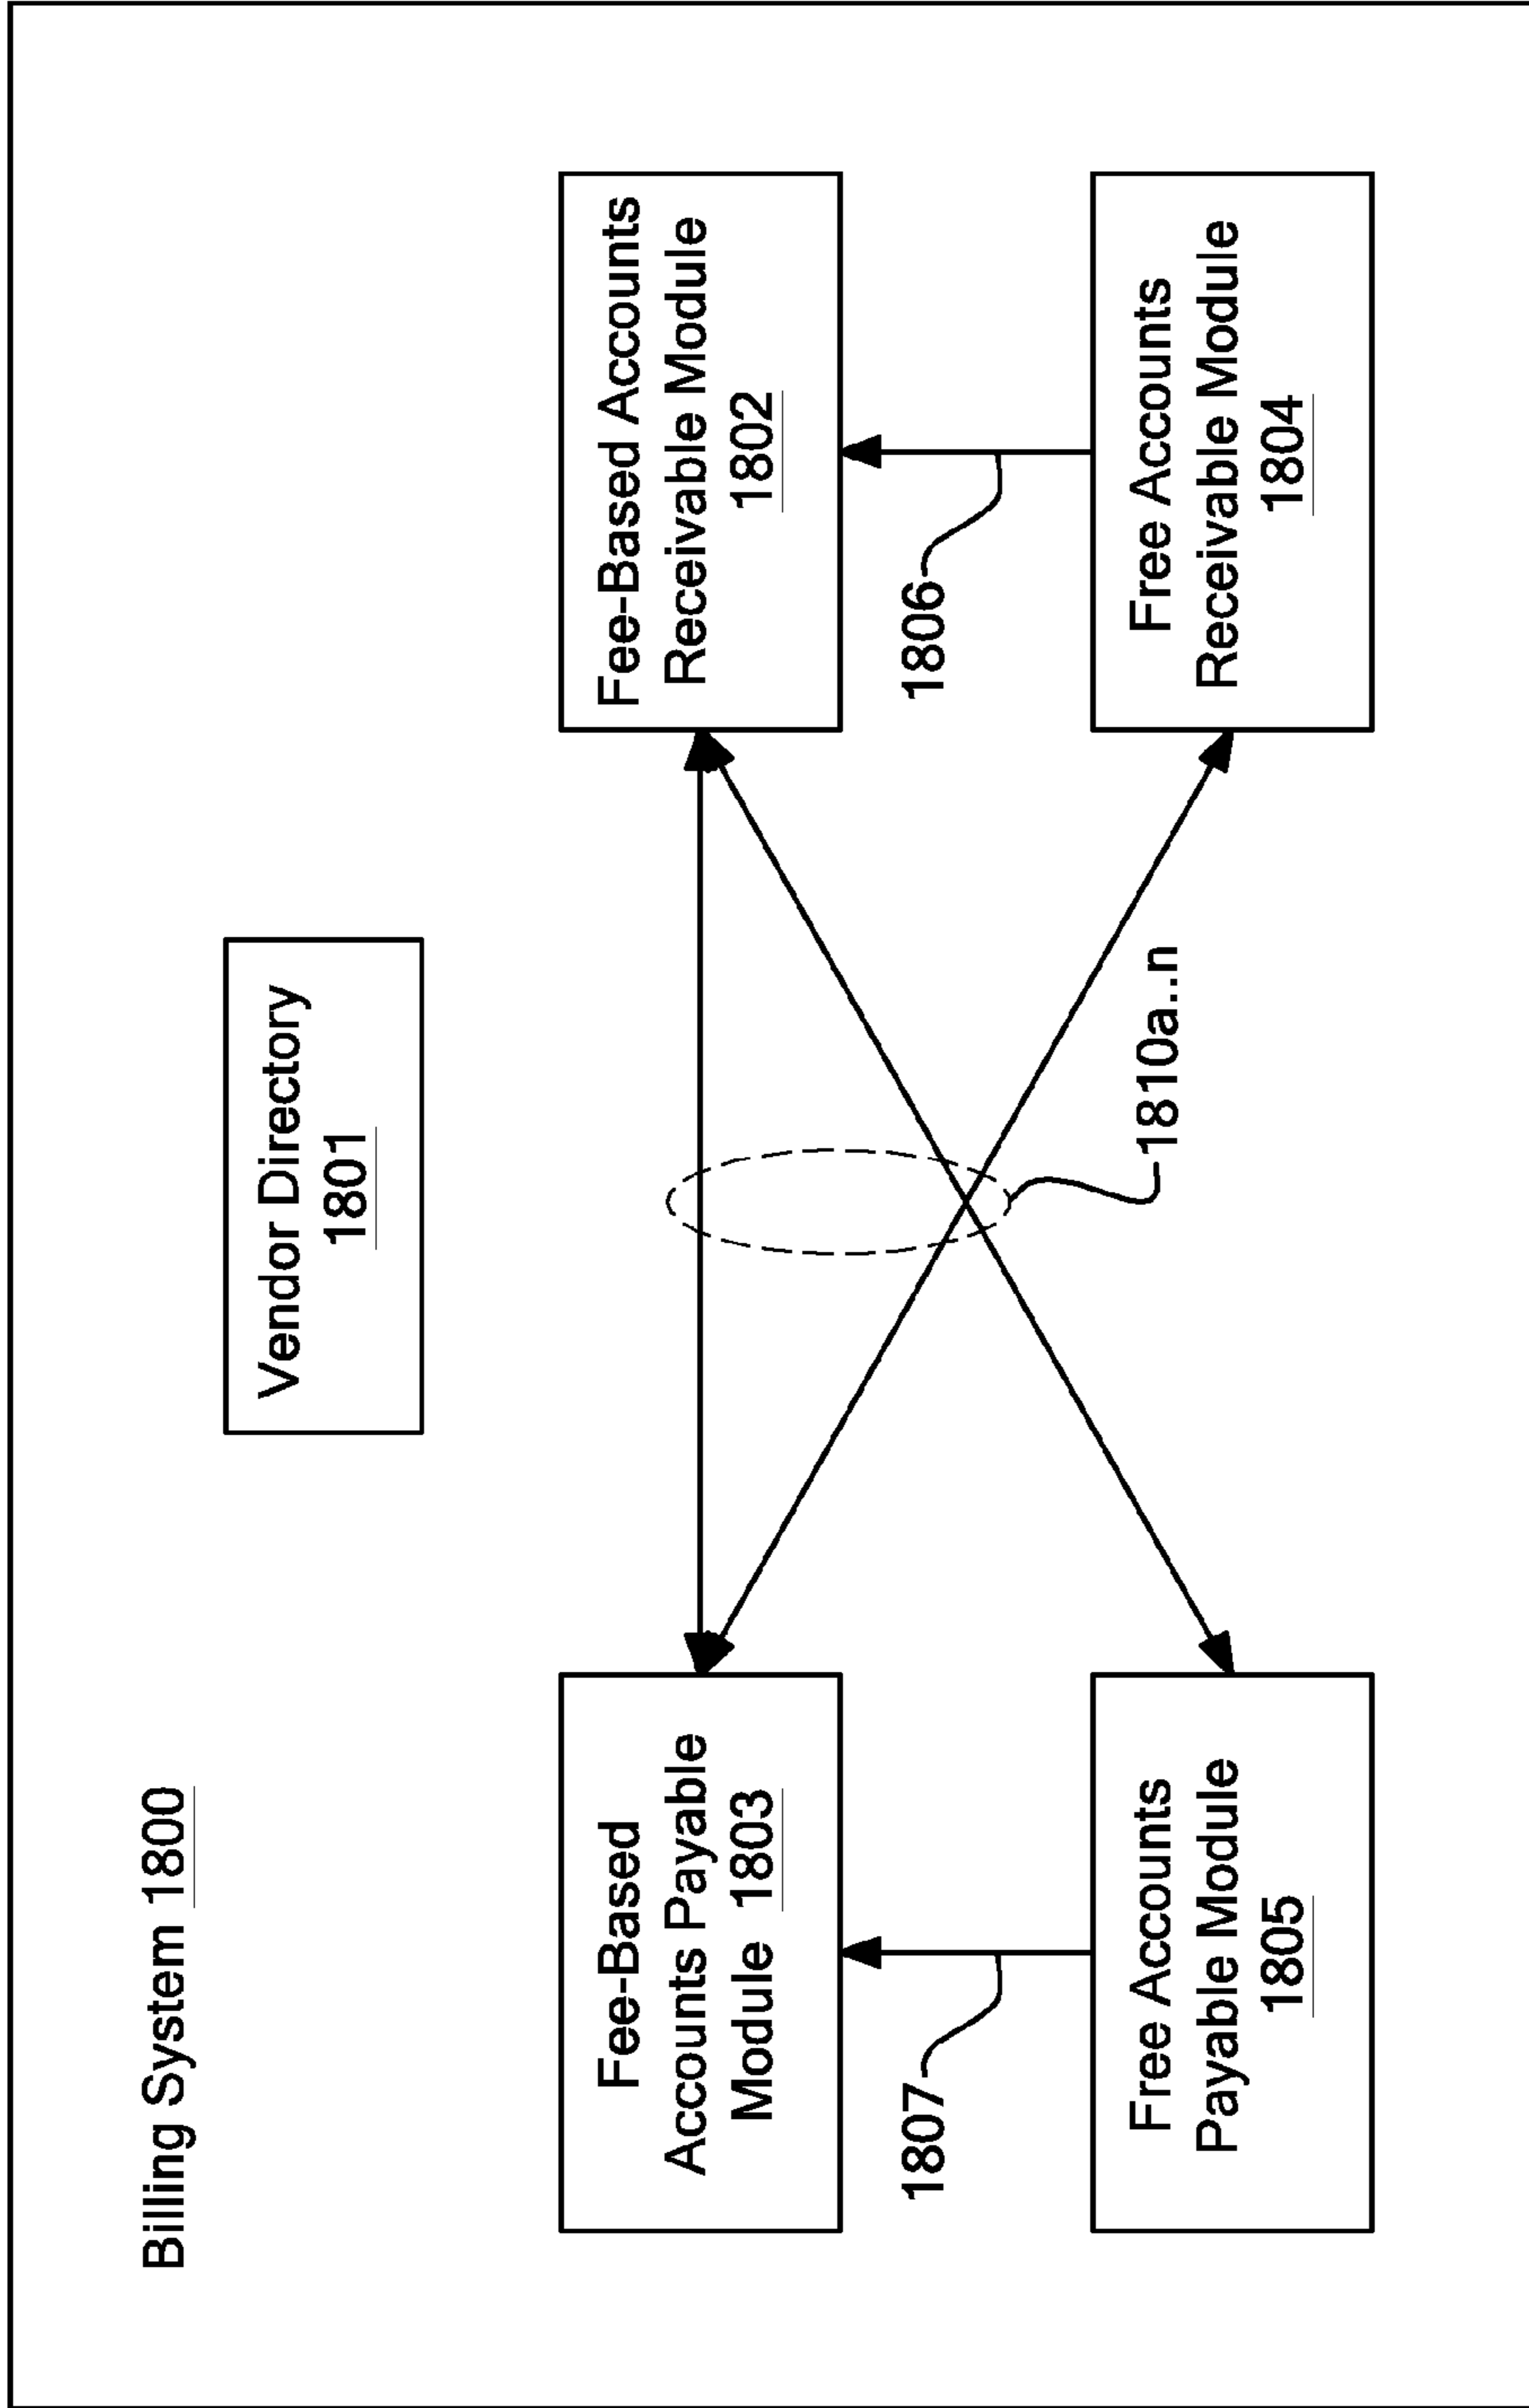 Billing System 1800
Vendor Directory
1801
Fee-Based
Accounts Payable
Module 1803
Fee-Based Accounts
Receivable Module
1802
1807
1806
1810a..n
Free Accounts
Payable Module
1805
Free Accounts
Receivable Module
1804